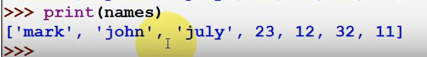 >>> print(names)
['mark', 'john', 'july', 23, 12, 32, 11]
>>>